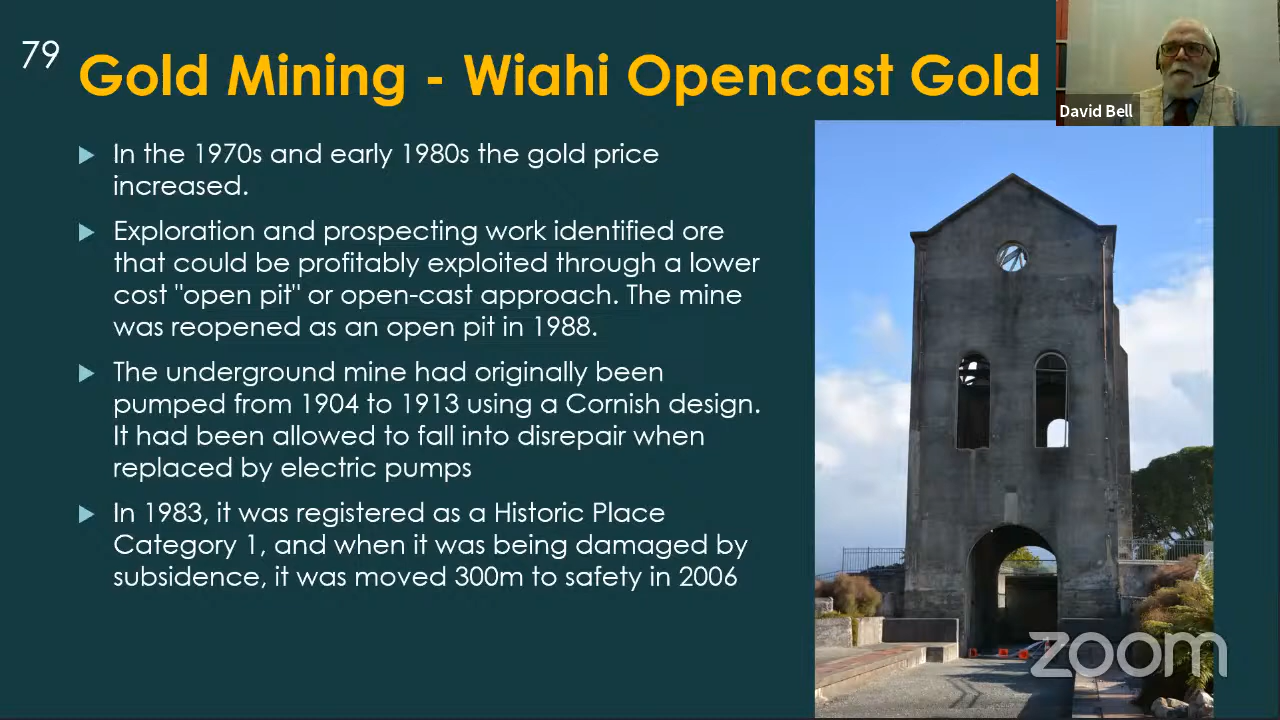 79
Gold Mining - Wiahi Opencast Gold
David Bell
In the 1970s and early 1980s the gold price
increased.
Exploration and prospecting work identified ore
that could be profitably exploited through a lower
cost "open pit" or open-cast approach. The mine
was reopened as an open pit in 1988.
The underground mine had originally been
pumped from 1904 to 1913 using a Cornish design.
It had been allowed to fall into disrepair when
replaced by electric pumps
In 1983, it was registered as a Historic Place
Category 1, and when it was being damaged by
subsidence, it was moved 300m to safety in 2006
zoom